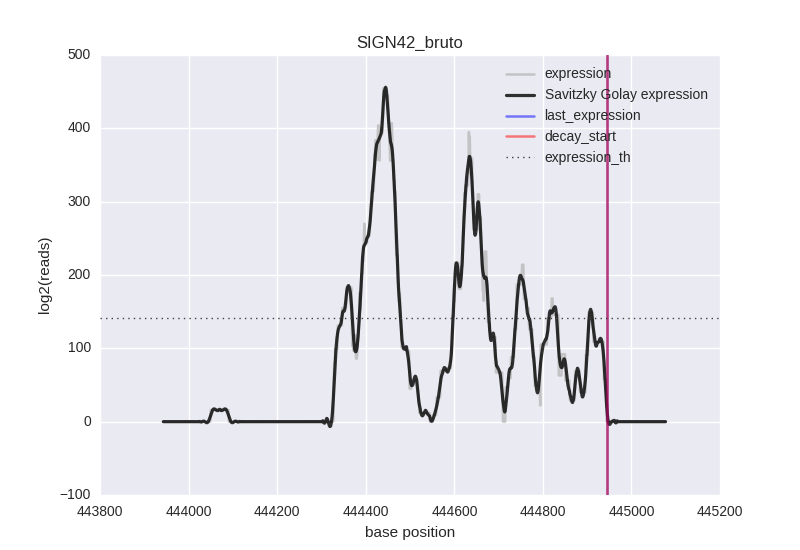 SIGN42_bruto
500
400
300
200
100
0
−100
log2(reads)
expression
Savitzky Golay expression
last_expression
decay_start
expression_th
443800 444000 444200 444400 444600 444800 445000 445200
base position